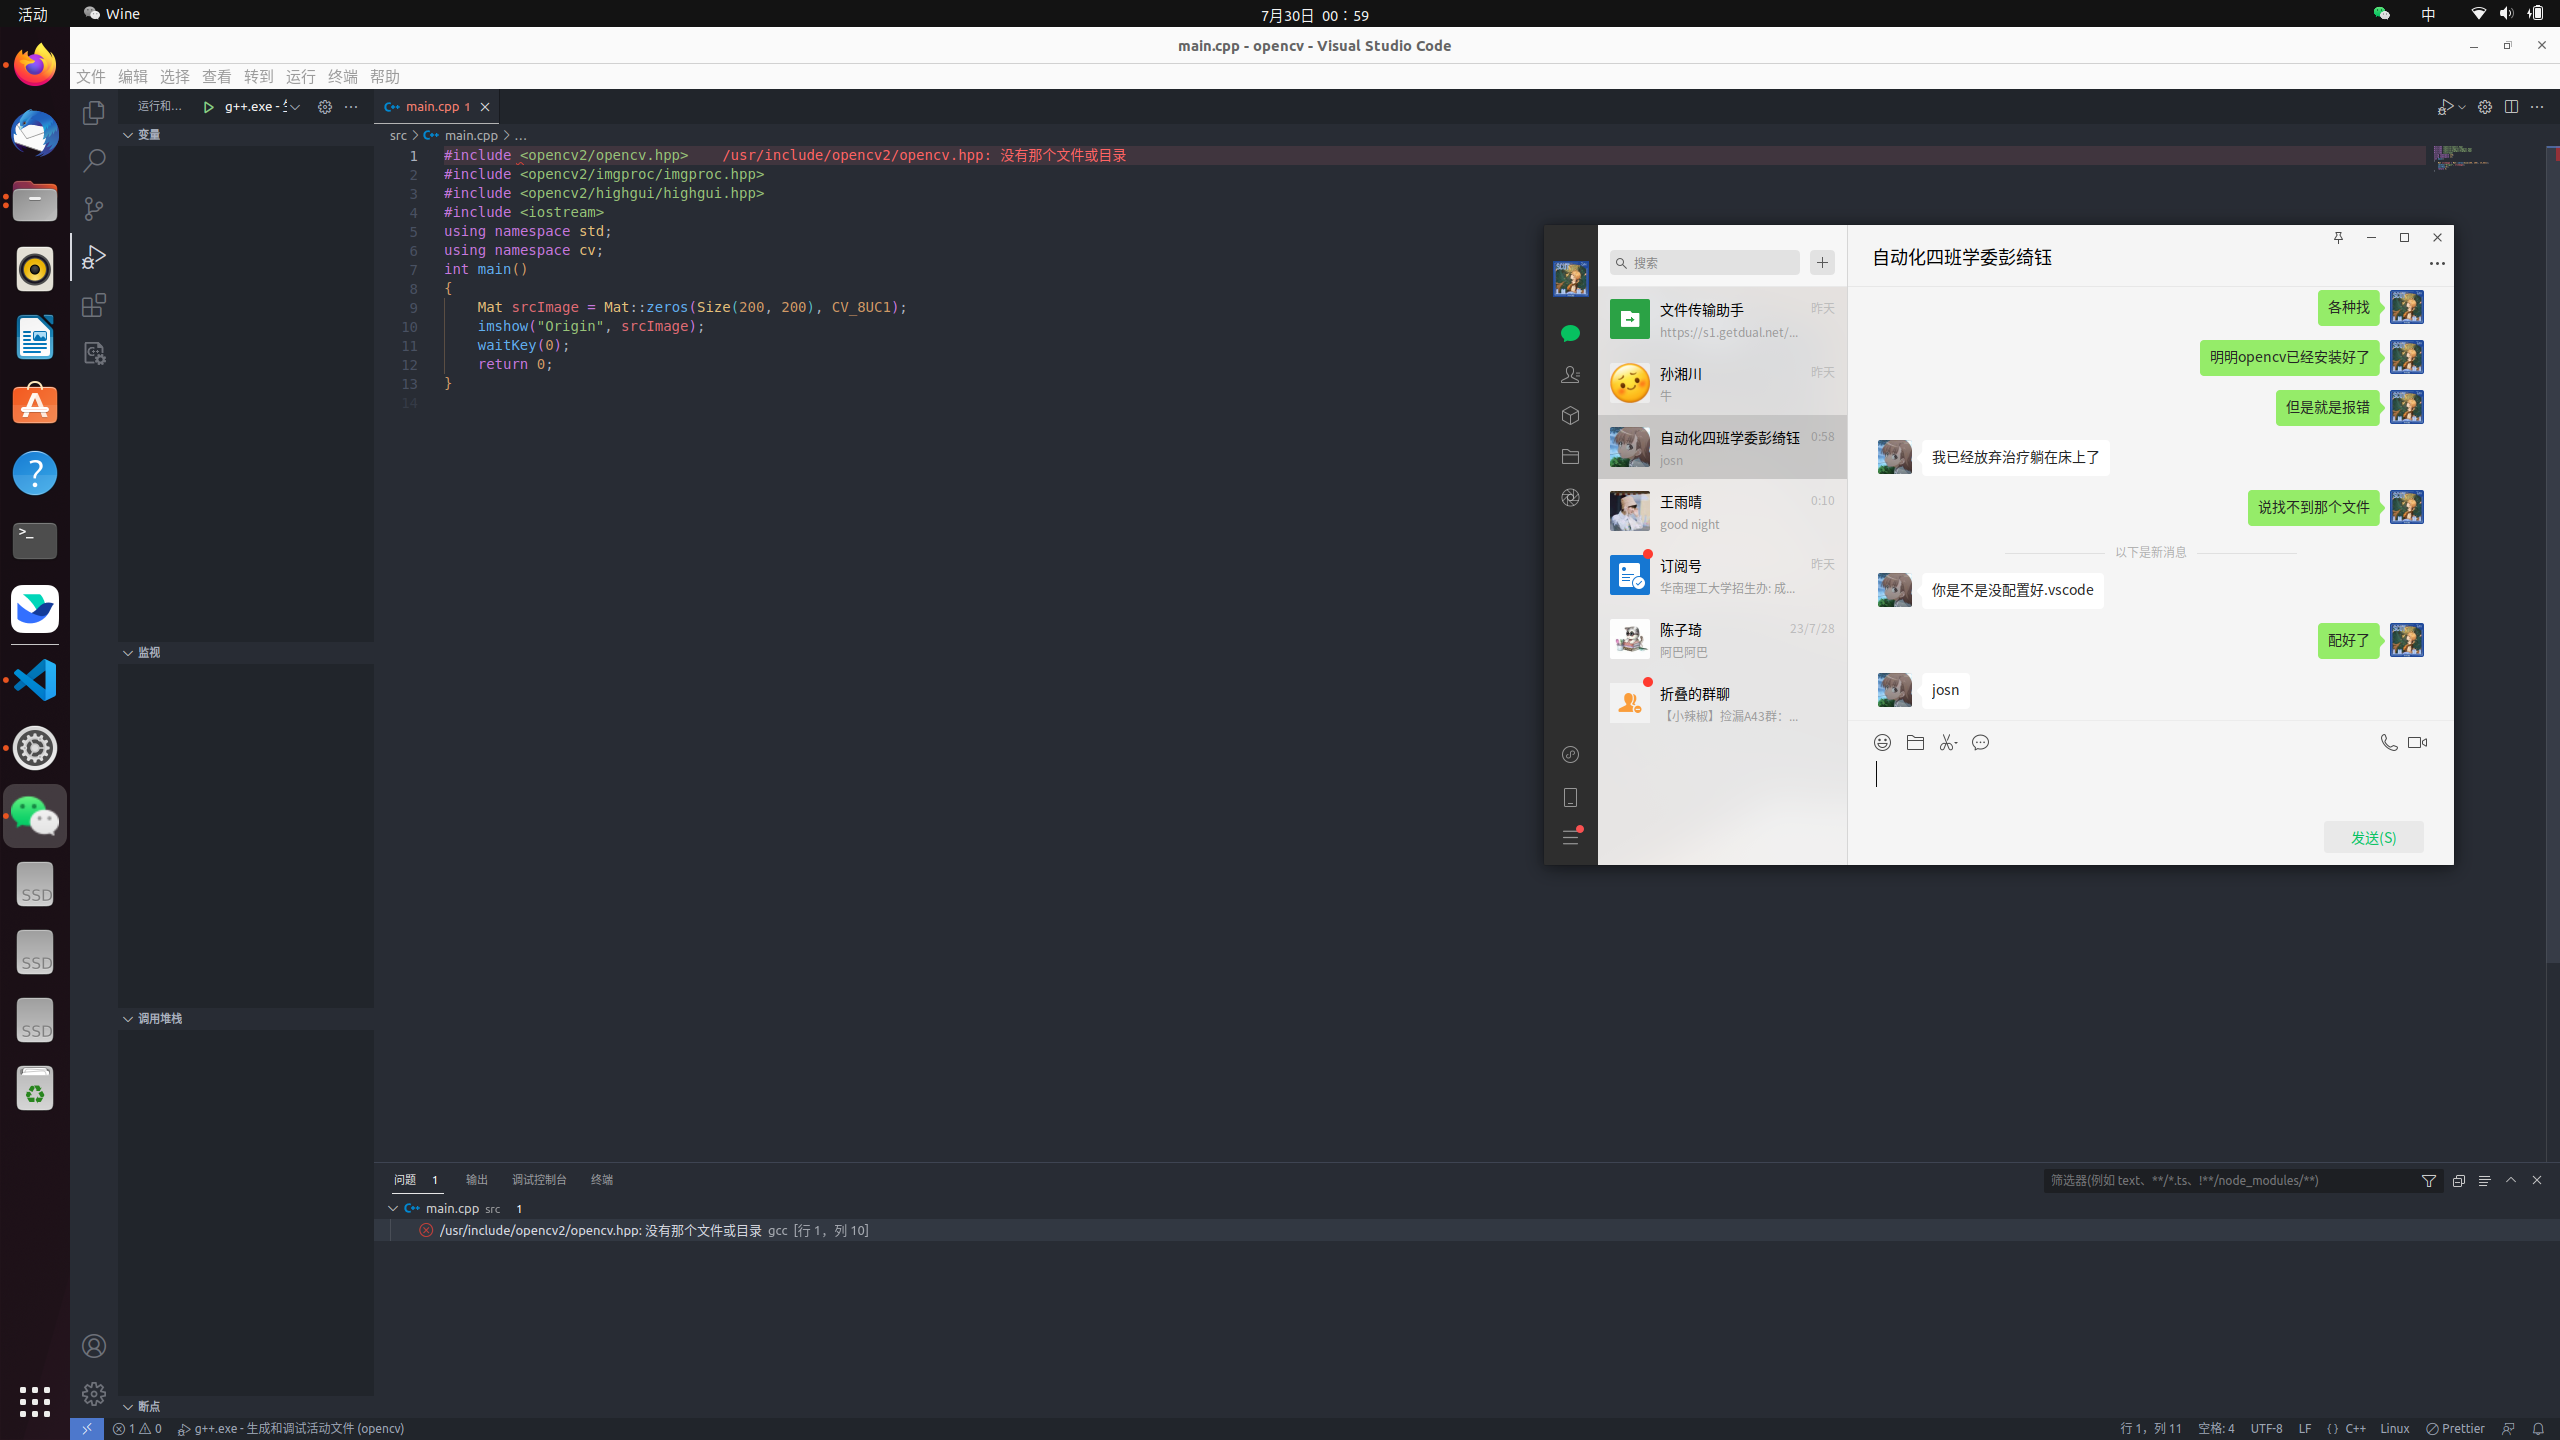 活动
Wine
7月30日 00：59
中
main.cpp - opencv - Visual Studio Code
文件 编辑 选择 查看 转到 运行 终端 帮助
运行和...
g++.exe - 生
main.cpp 1
变量
src > main.cpp > ...
1 #include <opencv2/opencv.hpp> /usr/include/opencv2/opencv.hpp: 没有那个文件或目录
2 #include <opencv2/imgproc/imgproc.hpp>
3 #include <opencv2/highgui/highgui.hpp>
4 #include <iostream>
5 using namespace std;
6 using namespace cv;
7 int main()
8 {
9 Mat srcImage = Mat::zeros(Size(200, 200), CV_8UC1);
10 imshow("Origin", srcImage);
11 waitKey(0);
12 return 0;
13 }
14
监视
调用堆栈
断点
搜索
文件传输助手 昨天
https://s1.getdual.net/...
孙湘川 昨天
牛
自动化四班学委彭绮钰 0:58
josn
王雨晴 0:10
good night
订阅号 昨天
华南理工大学招生办: 成...
陈子琦 23/7/28
阿巴阿巴
折叠的群聊
【小辣椒】捡漏A43群: ...
自动化四班学委彭绮钰
各种找
明明opencv已经安装好了
但是就是报错
我已经放弃治疗躺在床上了
说找不到那个文件
以下是新消息
你是不是没配置好.vscode
配好了
josn
发送(S)
SSD
SSD
SSD
问题 1 输出 调试控制台 终端
筛选器(例如 text、**/*.ts、!**/node_modules/**)
main.cpp src 1
/usr/include/opencv2/opencv.hpp: 没有那个文件或目录 gcc [行 1，列 10]
1 0 g++.exe - 生成和调试活动文件 (opencv)
行 1，列 11 空格: 4 UTF-8 LF {} C++ Linux Prettier